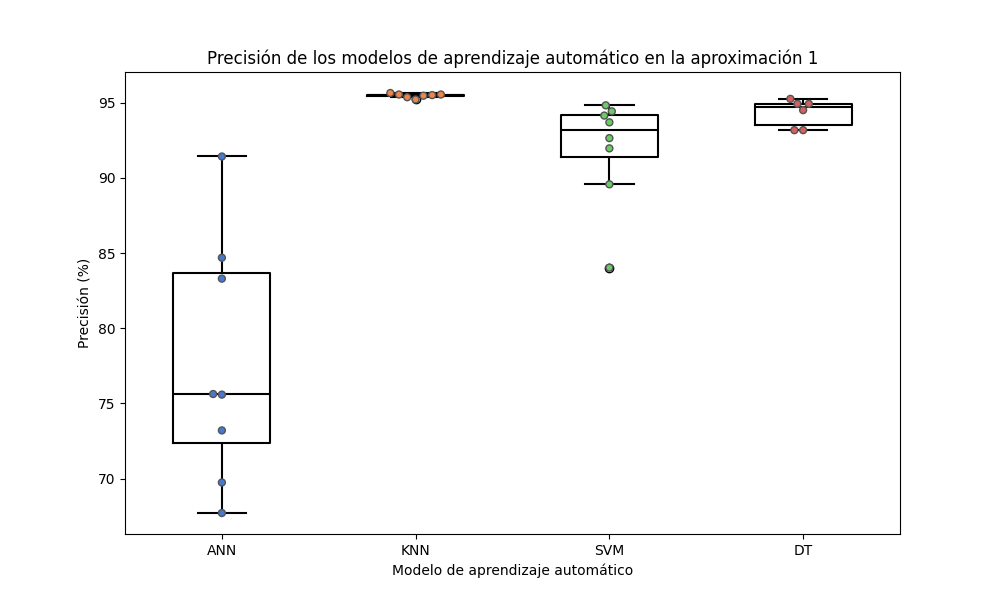 Precisión de los modelos de aprendizaje automático en la aproximación 1
Precisión (%)
95
90
85
80
75
70
ANN KNN SVM DT
Modelo de aprendizaje automático